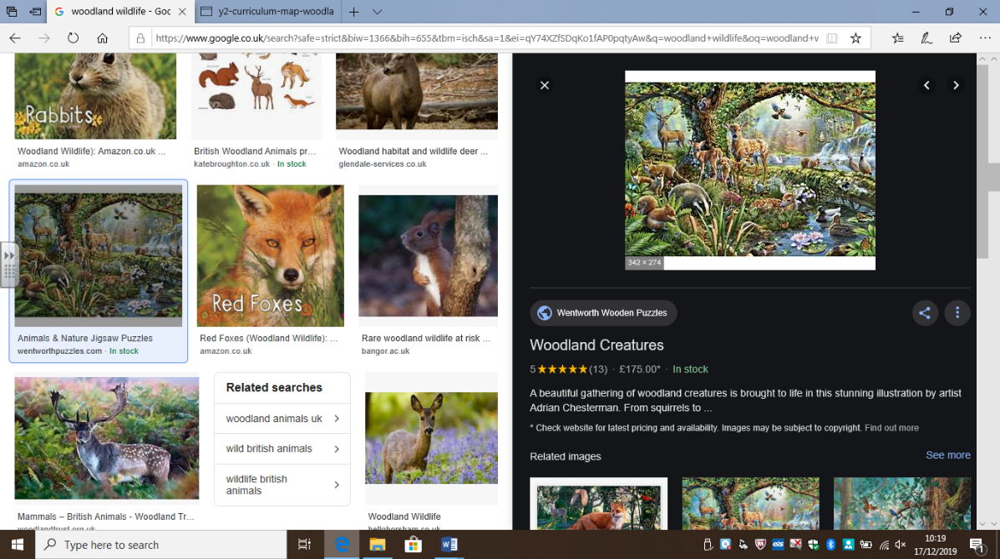 woodland wildlife - Goc
y2-curriculum-map-woodla
https://www.google.co.uk/search?safe=strict&biw=1366&bih=655&tbm=isch&sa=1&ei=qY74XZfSDqKo1fAP0pqtyAw&q=woodland+wildlife&oq=woodland+v
Rabbits
Woodland Wildlife): Amazon.co.uk ...
amazon.co.uk
British Woodland Animals pr...
katebroughton.co.uk · In stock
Woodland habitat and wildlife deer ...
glendale-services.co.uk
Animals & Nature Jigsaw Puzzles
wentworthpuzzles.com · In stock
Red Foxes
Red Foxes (Woodland Wildlife): ...
amazon.co.uk
Rare woodland wildlife at risk ...
bangor.ac.uk
Mammals – British Animals - Woodland Tr...
woodlandtrust.org.uk
Related searches
woodland animals uk
wild british animals
wildlife british
animals
Woodland Wildlife
hellohorsham.co.uk
342 × 274
Wentworth Wooden Puzzles
Woodland Creatures
5 ★★★★★ (13) · £175.00* · In stock
A beautiful gathering of woodland creatures is brought to life in this stunning illustration by artist
Adrian Chesterman. From squirrels to ...
* Check website for latest pricing and availability. Images may be subject to copyright. Find out more
Related images
See more
Type here to search
10:19
17/12/2019
1